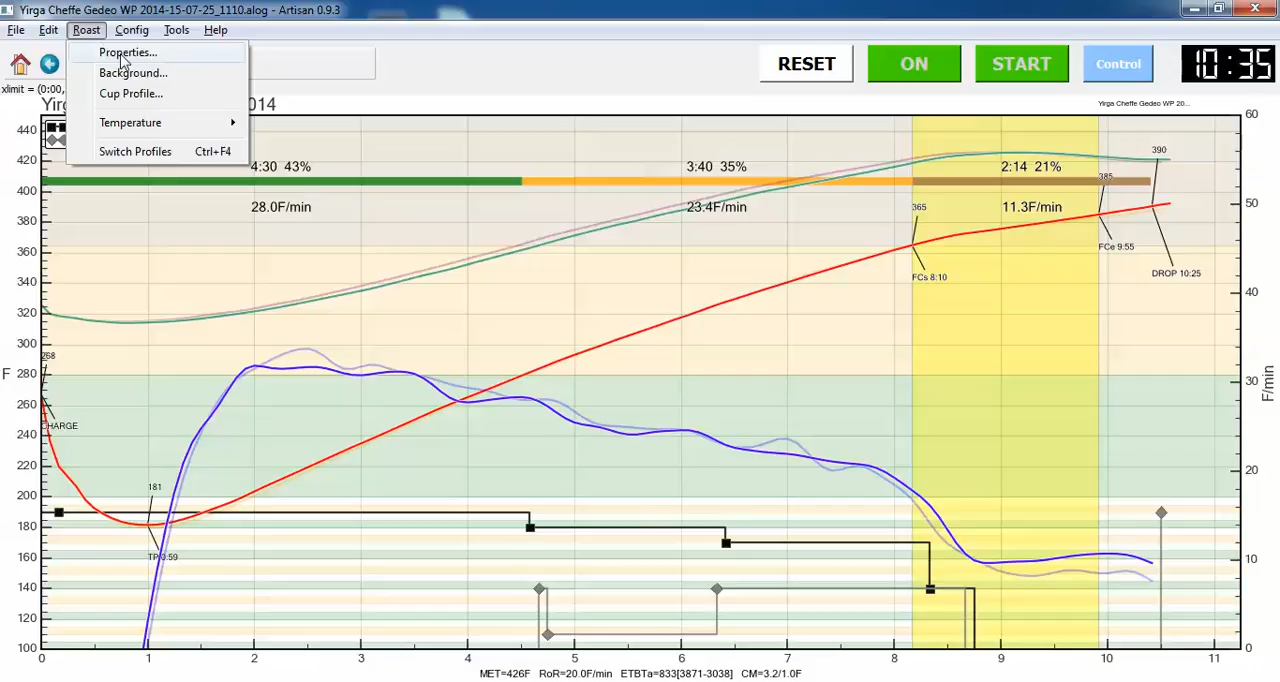 Yirga Cheffe Gedeo WP 2014-15-07-25_1110.alog - Artisan 0.9.3
File Edit Roast Config Tools Help
Properties...
Background...
Cup Profile...
Temperature
Switch Profiles Ctrl+F4
RESET ON START Control 10:35
xlimit = (0:00,
Yirg 2014
Yirga Cheffe Gedeo WP 20...
4:30 43% 3:40 35% 2:14 21%
28.0F/min 23.4F/min 11.3F/min
268
CHARGE
181
TP 0:59
365
FCs 8:10
385
FCe 9:55
390
DROP 10:25
F
440
420
400
380
360
340
320
300
280
260
240
220
200
180
160
140
120
100
60
50
40
30
20
10
0
F/min
0 1 2 3 4 5 6 7 8 9 10 11
MET=426F RoR=20.0F/min ETBTa=833[3871-3038] CM=3.2/1.0F